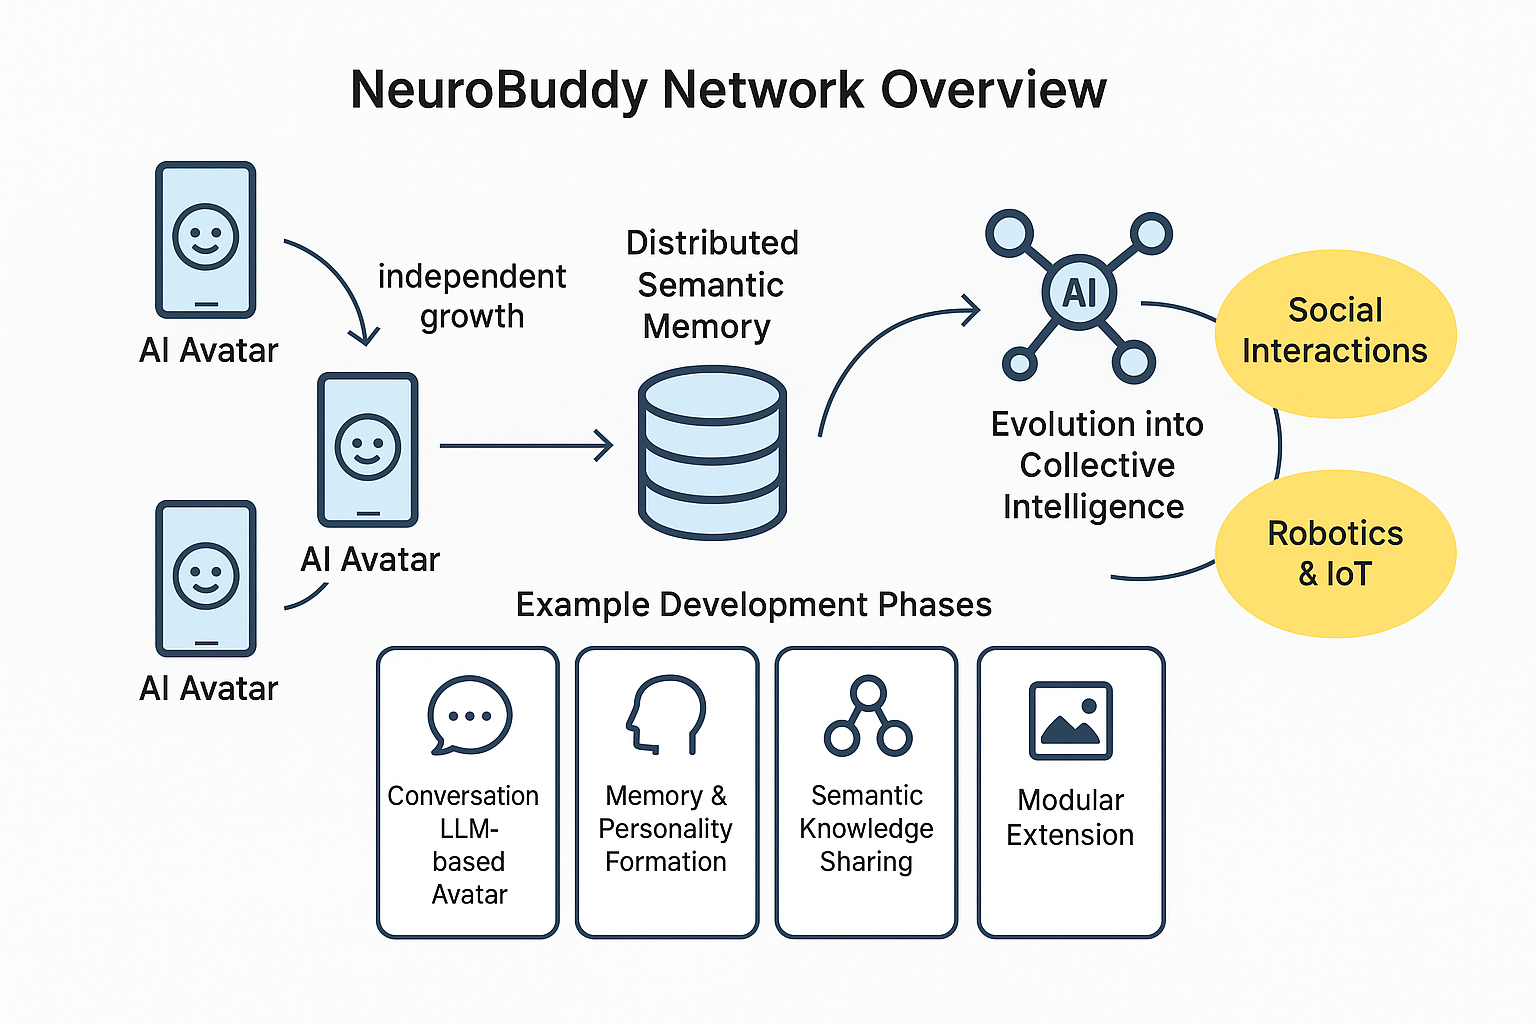 NeuroBuddy Network Overview
AI Avatar
independent
growth
AI Avatar
AI Avatar
Distributed
Semantic
Memory
AI
Evolution into
Collective
Intelligence
Social
Interactions
Robotics
& IoT
Example Development Phases
Conversation
LLM-
based
Avatar
Memory &
Personality
Formation
Semantic
Knowledge
Sharing
Modular
Extension